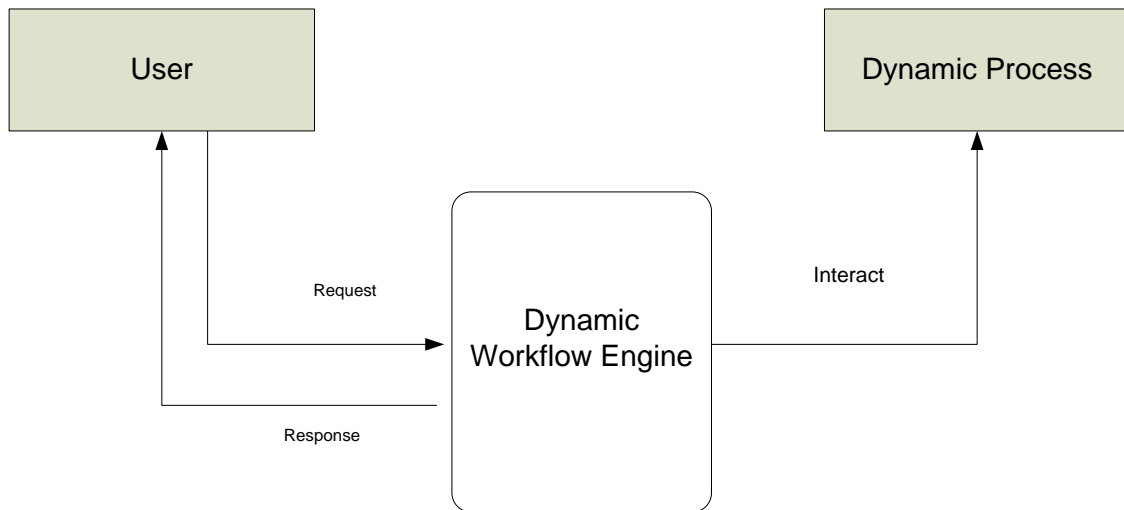 User
Dynamic Process
Interact
Request
Dynamic
Workflow Engine
Response